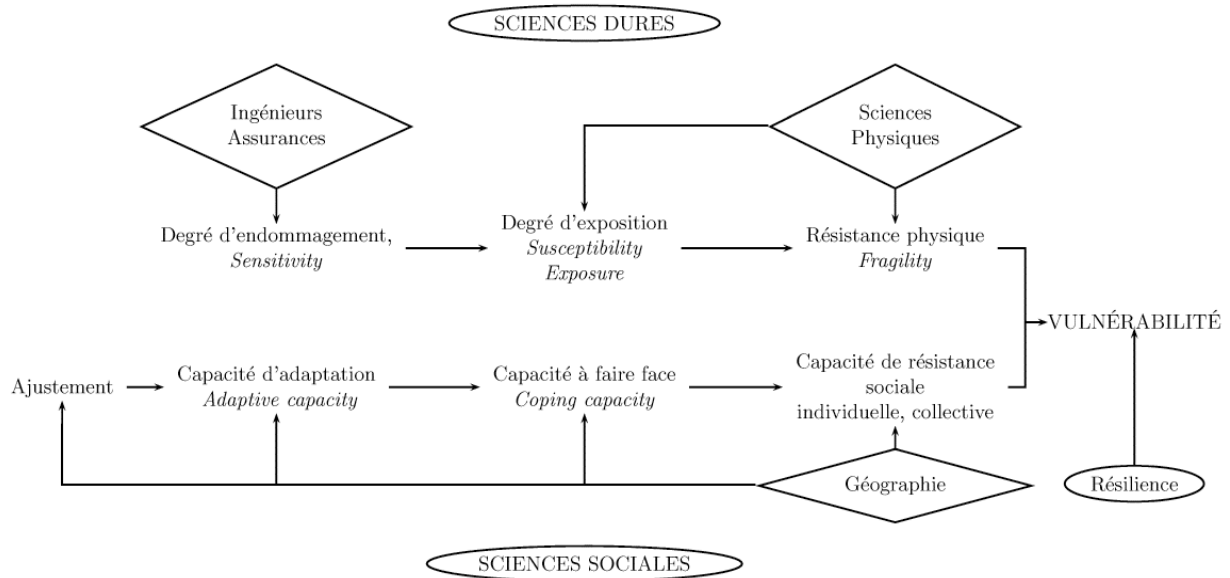 SCIENCES DURES
Ingénieurs
Assurances
Sciences
Physiques
Degré d'endommagement,
Sensitivity
Degré d'exposition
Susceptibility
Exposure
Résistance physique
Fragility
VULNÉRABILITÉ
Ajustement
Capacité d'adaptation
Adaptive capacity
Capacité à faire face
Coping capacity
Capacité de résistance
sociale
individuelle, collective
Géographie
Résilience
SCIENCES SOCIALES